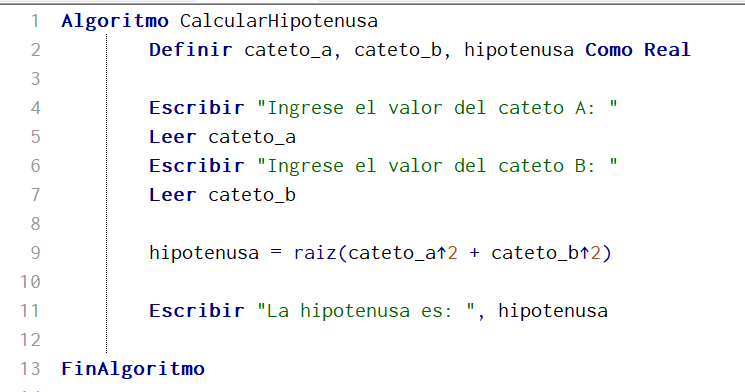 1 Algoritmo CalcularHipotenusa
2 Definir cateto_a, cateto_b, hipotenusa Como Real
3
4 Escribir "Ingrese el valor del cateto A: "
5 Leer cateto_a
6 Escribir "Ingrese el valor del cateto B: "
7 Leer cateto_b
8
9 hipotenusa = raiz(cateto_a↑2 + cateto_b↑2)
10
11 Escribir "La hipotenusa es: ", hipotenusa
12
13 FinAlgoritmo